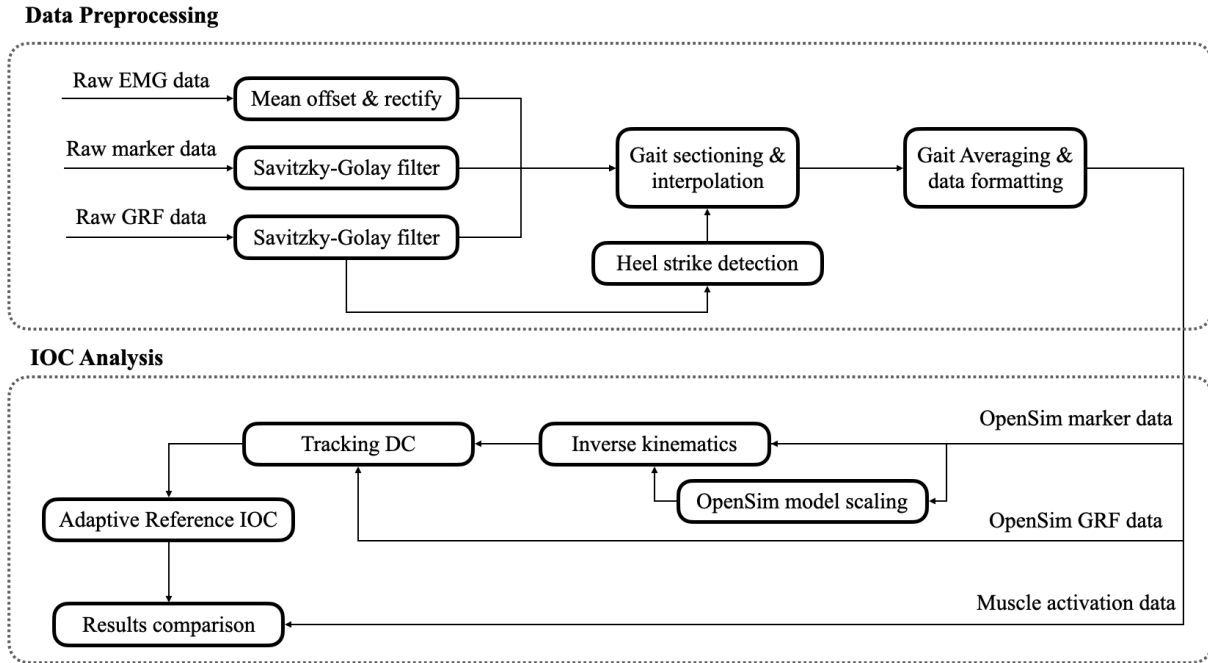 Data Preprocessing
Raw EMG data
Mean offset & rectify
Raw marker data
Savitzky-Golay filter
Raw GRF data
Savitzky-Golay filter
Gait sectioning &
interpolation
Gait Averaging &
data formatting
Heel strike detection
IOC Analysis
OpenSim marker data
Tracking DC
Inverse kinematics
OpenSim model scaling
Adaptive Reference IOC
OpenSim GRF data
Muscle activation data
Results comparison